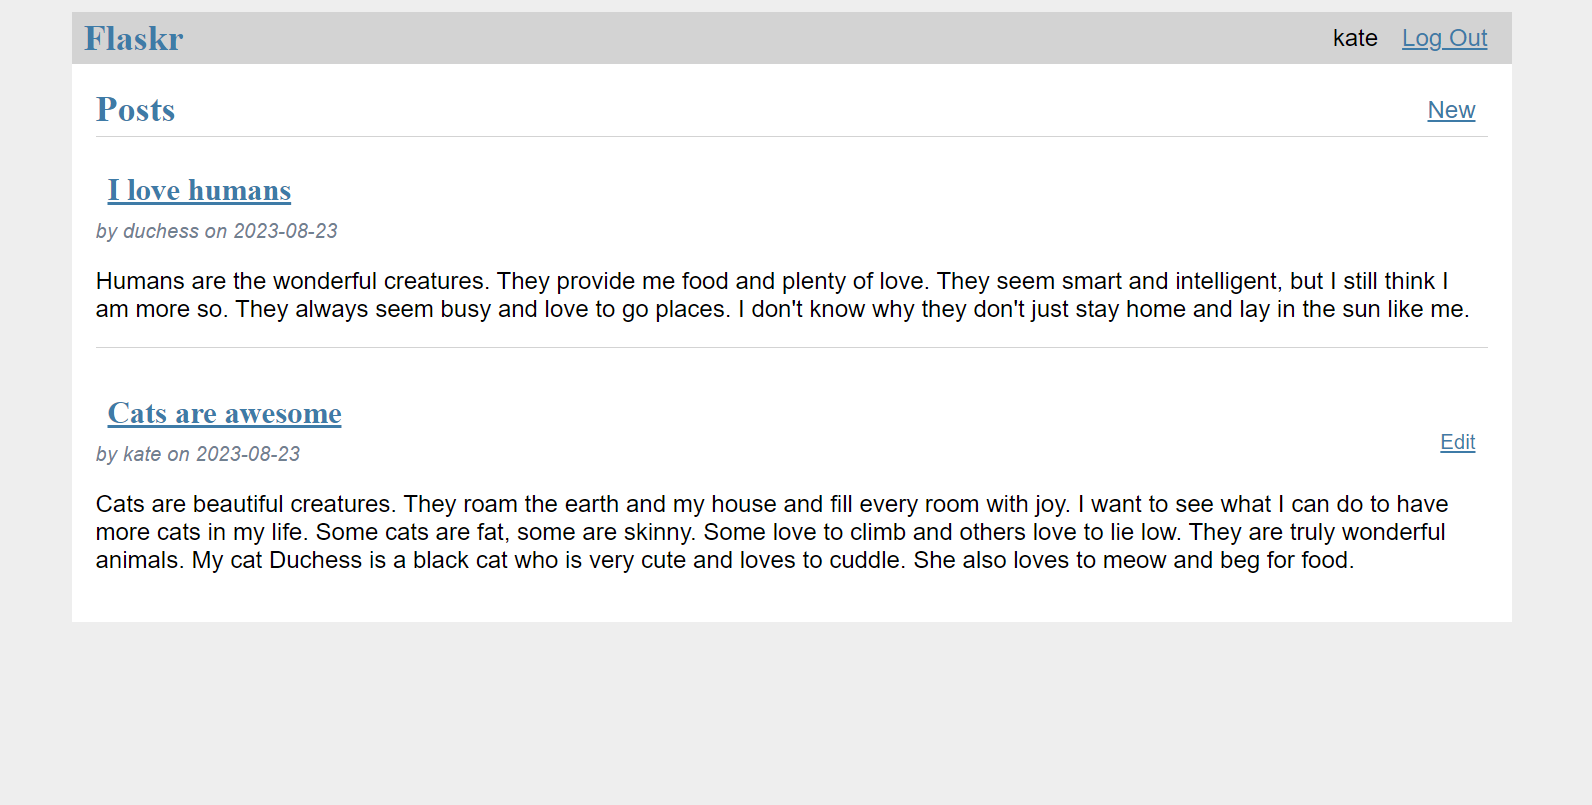 Flaskr
kate Log Out
Posts
New
I love humans
by duchess on 2023-08-23
Humans are the wonderful creatures. They provide me food and plenty of love. They seem smart and intelligent, but I still think I
am more so. They always seem busy and love to go places. I don't know why they don't just stay home and lay in the sun like me.
Cats are awesome
by kate on 2023-08-23
Edit
Cats are beautiful creatures. They roam the earth and my house and fill every room with joy. I want to see what I can do to have
more cats in my life. Some cats are fat, some are skinny. Some love to climb and others love to lie low. They are truly wonderful
animals. My cat Duchess is a black cat who is very cute and loves to cuddle. She also loves to meow and beg for food.